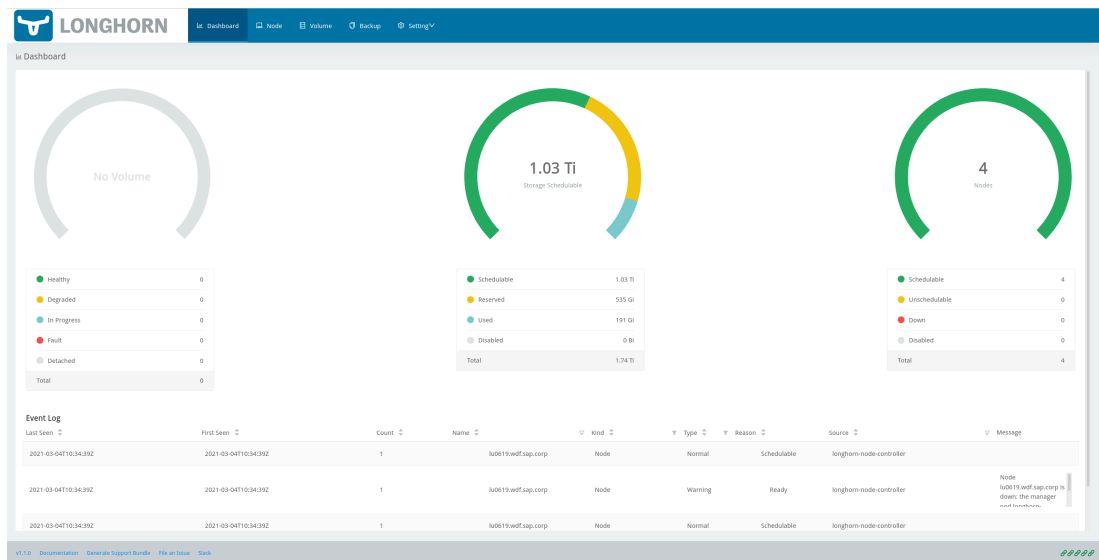 LONGHORN
Dashboard Node Volume Backup Setting
Dashboard
No Volume
1.03 Ti
Storage Schedulable
4
Nodes
Healthy 0
Degraded 0
In Progress 0
Fault 0
Detached 0
Total 0
Schedulable 1.03 Ti
Reserved 535 Gi
Used 191 Gi
Disabled 0 Bi
Total 1.74 Ti
Schedulable 4
Unschedulable 0
Down 0
Disabled 0
Total 4
Event Log
Last Seen First Seen Count Name Kind Type Reason Source Message
2021-03-04T10:34:39Z 2021-03-04T10:34:39Z 1 lu0619.wdf.sap.corp Node Normal Schedulable longhorn-node-controller
2021-03-04T10:34:39Z 2021-03-04T10:34:39Z 1 lu0619.wdf.sap.corp Node Warning Ready longhorn-node-controller
Node
lu0619.wdf.sap.corp is
down: the manager
pod longhorn-
2021-03-04T10:34:39Z 2021-03-04T10:34:39Z 1 lu0619.wdf.sap.corp Node Normal Schedulable longhorn-node-controller
v1.1.0 Documentation Generate Support Bundle File an Issue Slack